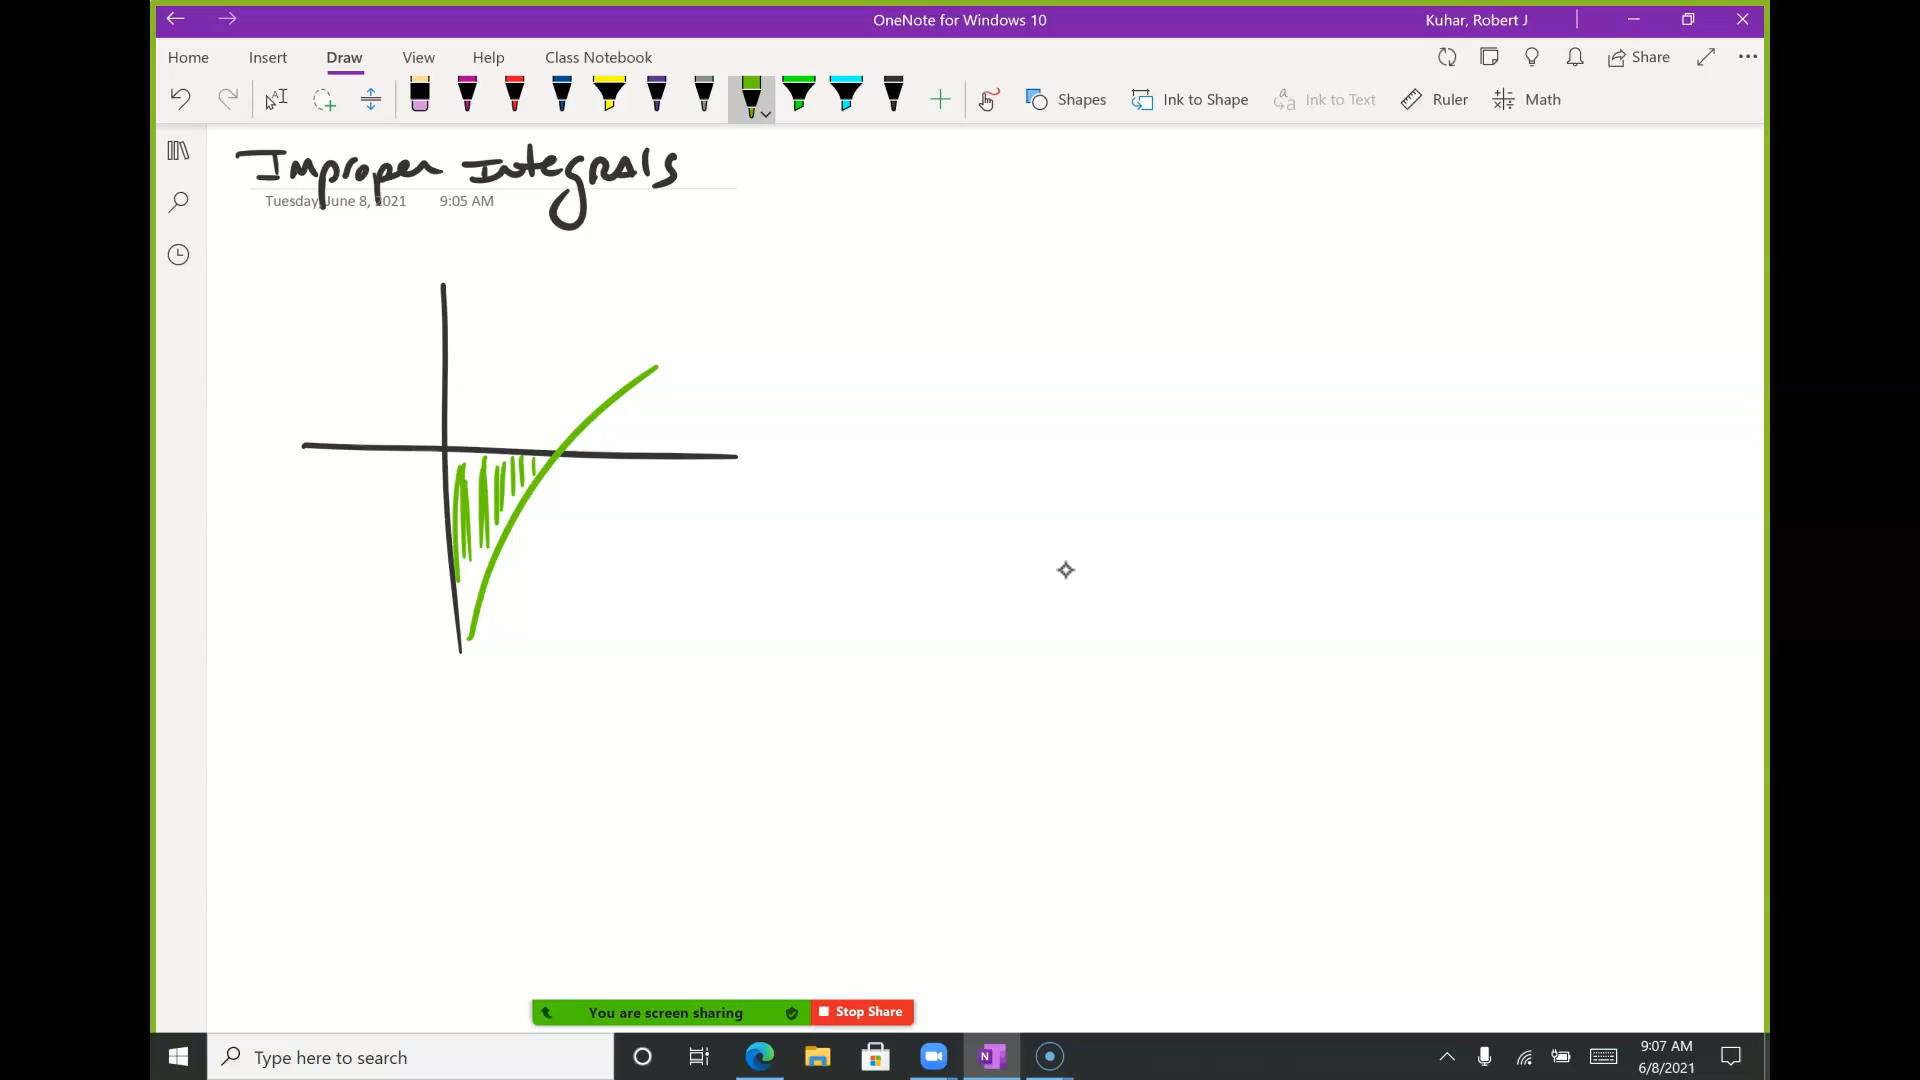 OneNote for Windows 10
Kuhar, Robert J
Home Insert Draw View Help Class Notebook
Share
Shapes Ink to Shape Ink to Text Ruler Math
Improper Integrals
Tuesday, June 8, 2021 9:05 AM
You are screen sharing Stop Share
Type here to search
9:07 AM
6/8/2021